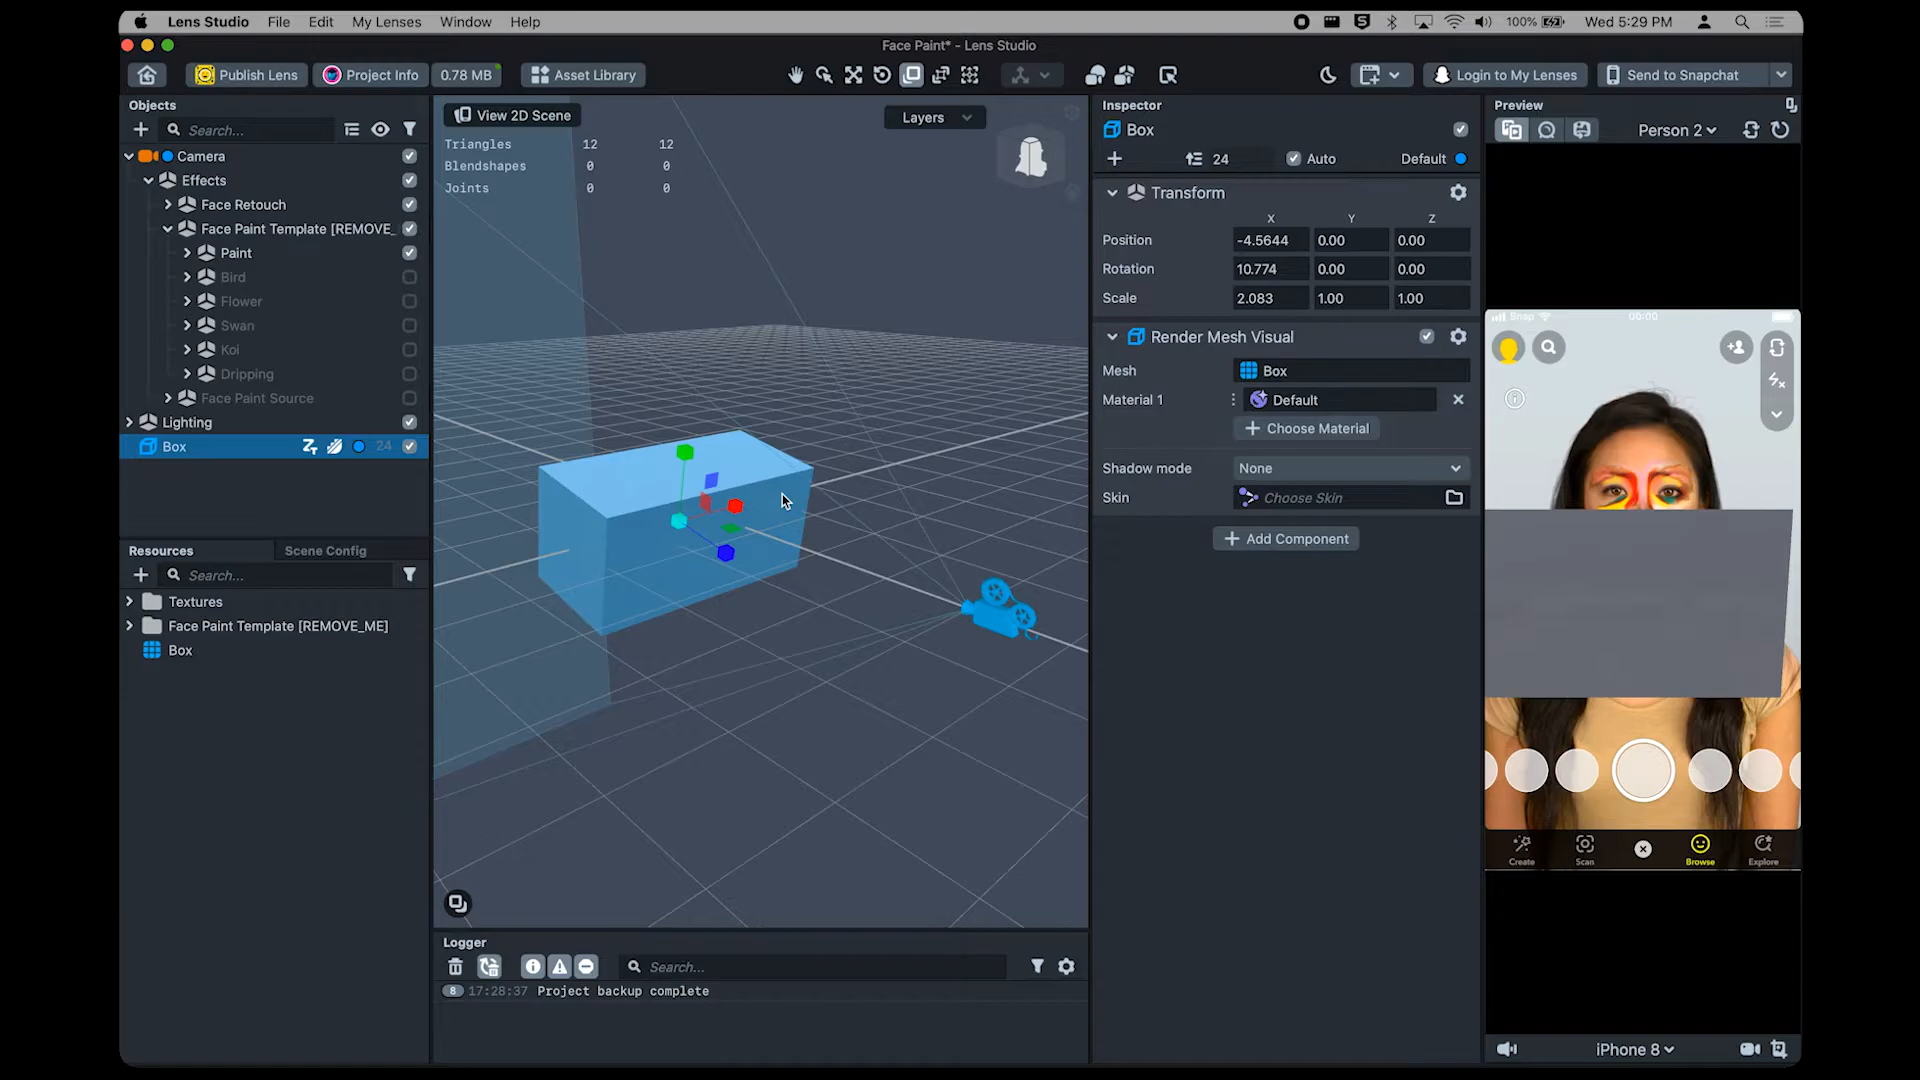 Lens Studio File Edit My Lenses Window Help 100% Wed 5:29 PM
Face Paint* - Lens Studio
Publish Lens Project Info 0.78 MB Asset Library Login to My Lenses Send to Snapchat
Objects
Search...
Camera
Effects
Face Retouch
Face Paint Template [REMOVE_
Paint
Bird
Flower
Swan
Koi
Dripping
Face Paint Source
Lighting
Box 24
Resources Scene Config
Search...
Textures
Face Paint Template [REMOVE_ME]
Box
View 2D Scene Layers
Triangles 12 12
Blendshapes 0 0
Joints 0 0
Logger
Search...
8 17:28:37 Project backup complete
Inspector
Box
24 Auto Default
Transform
X Y Z
Position -4.5644 0.00 0.00
Rotation 10.774 0.00 0.00
Scale 2.083 1.00 1.00
Render Mesh Visual
Mesh Box
Material 1 Default
Choose Material
Shadow mode None
Skin Choose Skin
Add Component
Preview
Person 2
Snap 00:00
Create Scan Browse Explore
iPhone 8